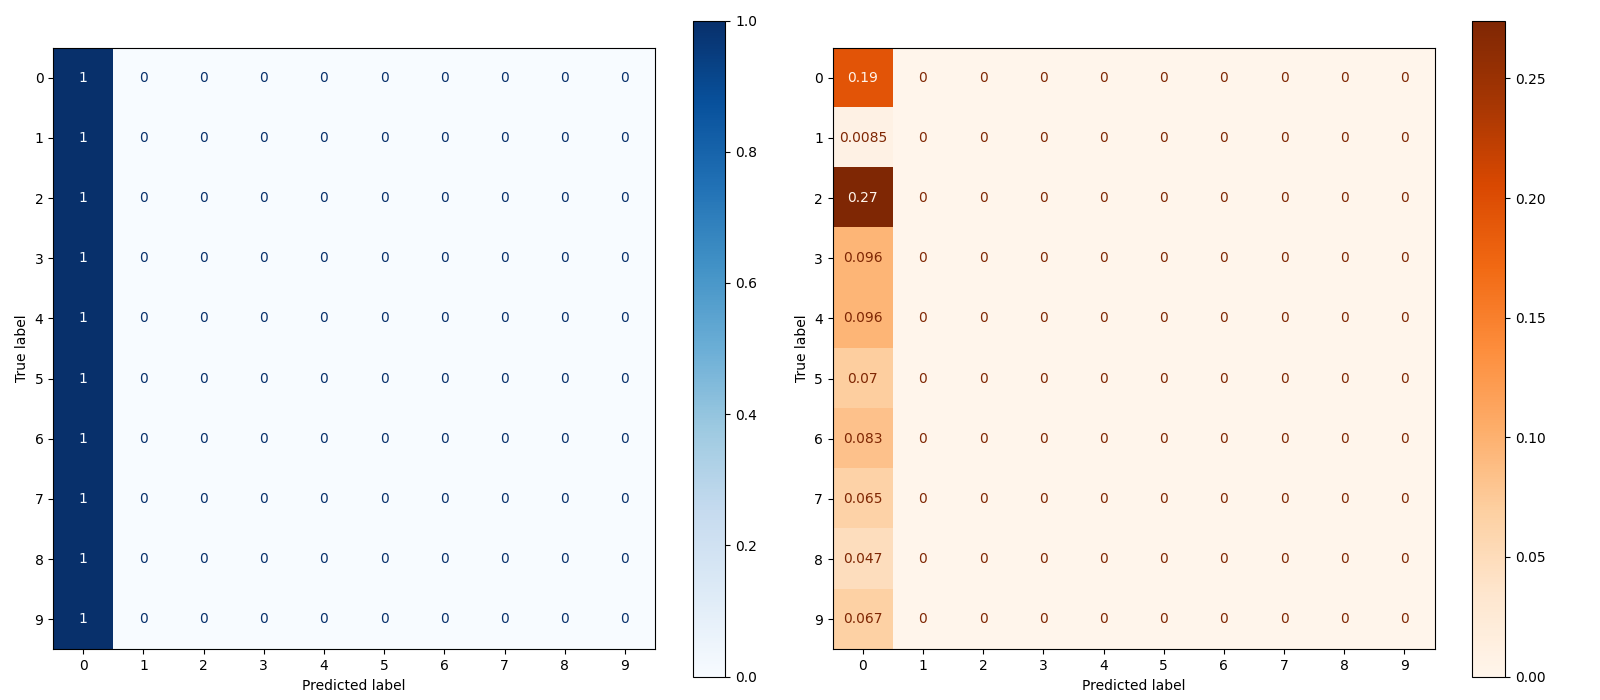 0 1 0 0 0 0 0 0 0 0 0
1 1 0 0 0 0 0 0 0 0 0
2 1 0 0 0 0 0 0 0 0 0
3 1 0 0 0 0 0 0 0 0 0
4 1 0 0 0 0 0 0 0 0 0
5 1 0 0 0 0 0 0 0 0 0
6 1 0 0 0 0 0 0 0 0 0
7 1 0 0 0 0 0 0 0 0 0
8 1 0 0 0 0 0 0 0 0 0
9 1 0 0 0 0 0 0 0 0 0
0 1 2 3 4 5 6 7 8 9
True label
Predicted label
1.0
0.8
0.6
0.4
0.2
0.0
0 0.19 0 0 0 0 0 0 0 0 0
1 0.0085 0 0 0 0 0 0 0 0 0
2 0.27 0 0 0 0 0 0 0 0 0
3 0.096 0 0 0 0 0 0 0 0 0
4 0.096 0 0 0 0 0 0 0 0 0
5 0.07 0 0 0 0 0 0 0 0 0
6 0.083 0 0 0 0 0 0 0 0 0
7 0.065 0 0 0 0 0 0 0 0 0
8 0.047 0 0 0 0 0 0 0 0 0
9 0.067 0 0 0 0 0 0 0 0 0
0 1 2 3 4 5 6 7 8 9
True label
Predicted label
0.25
0.20
0.15
0.10
0.05
0.00